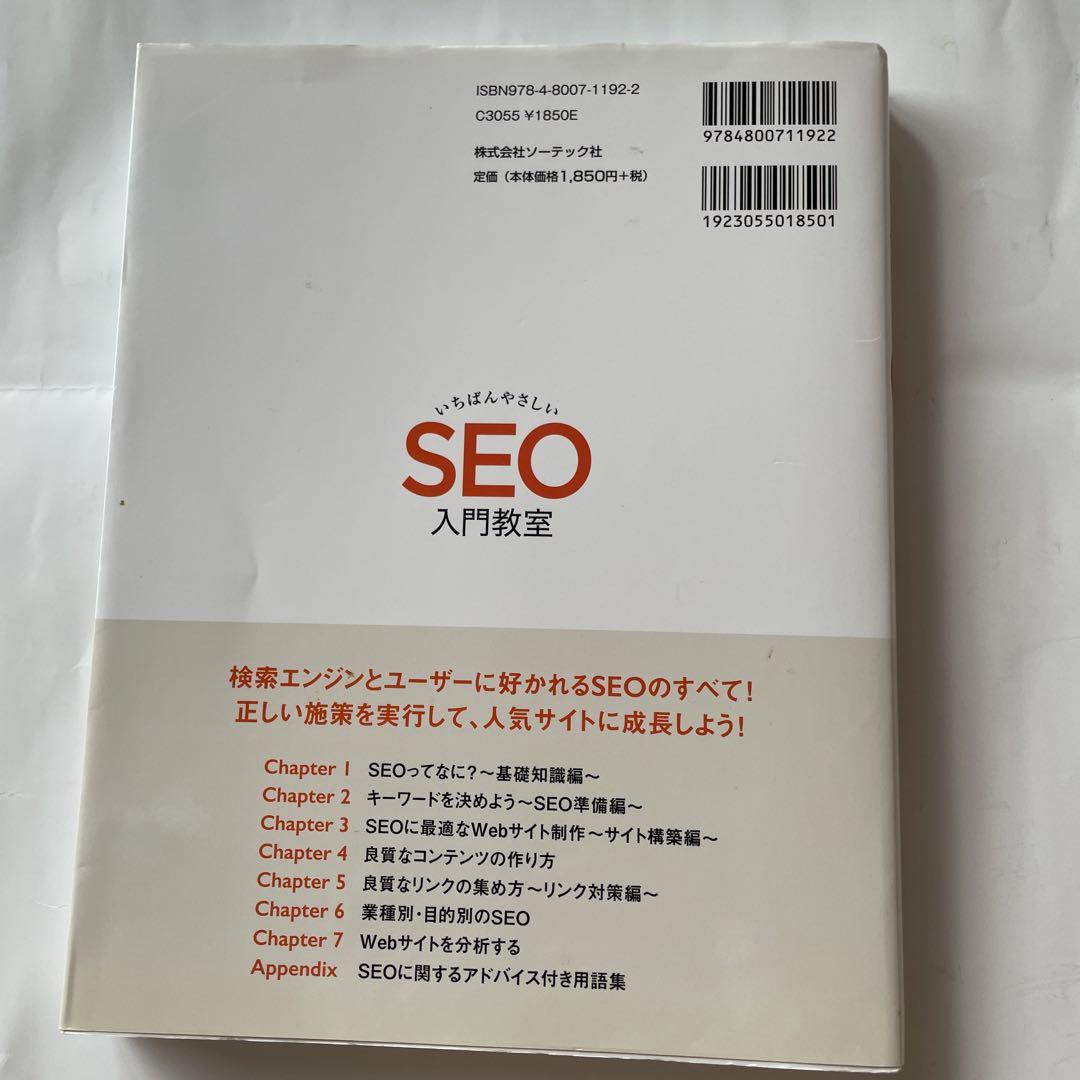 ISBN978-4-8007-1192-2
C3055 ¥1850E
株式会社ソーテック社
定価（本体価格1,850円＋税）
9784800711922
1923055018501
いちばんやさしい
SEO
入門教室
検索エンジンとユーザーに好かれるSEOのすべて！
正しい施策を実行して、人気サイトに成長しよう！
Chapter 1 SEOってなに？〜基礎知識編〜
Chapter 2 キーワードを決めよう〜SEO準備編〜
Chapter 3 SEOに最適なWebサイト制作〜サイト構築編〜
Chapter 4 良質なコンテンツの作り方
Chapter 5 良質なリンクの集め方〜リンク対策編〜
Chapter 6 業種別・目的別のSEO
Chapter 7 Webサイトを分析する
Appendix SEOに関するアドバイス付き用語集